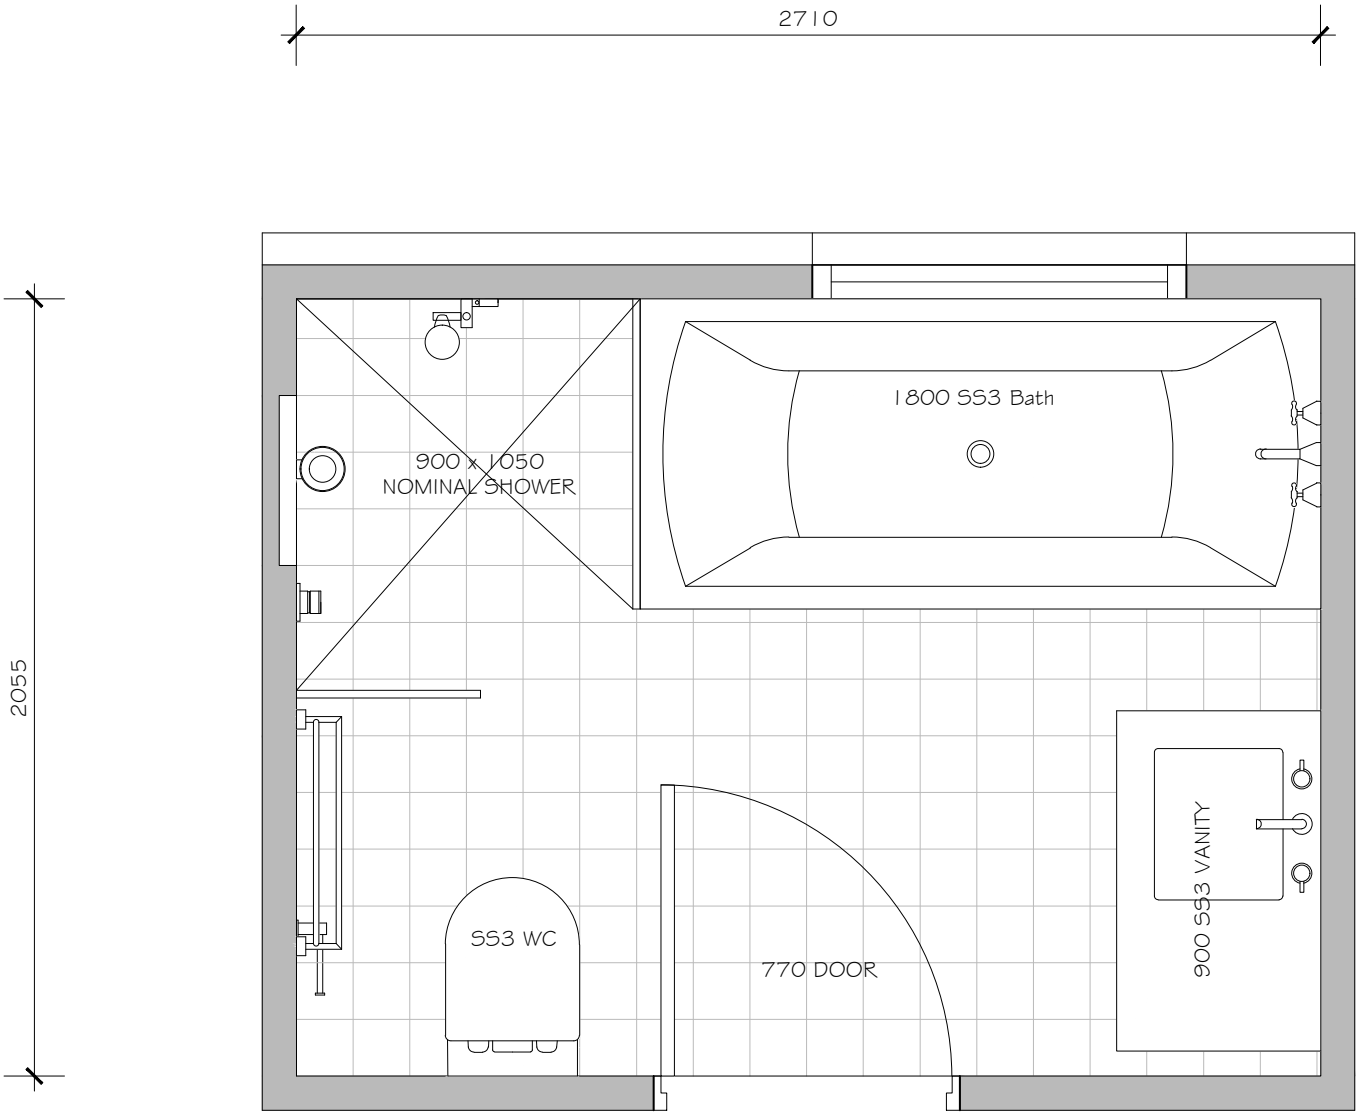 2710
1800 SS3 Bath
900 x 1050
NOMINAL SHOWER
2055
900 SS3 VANITY
SS3 WC
770 DOOR